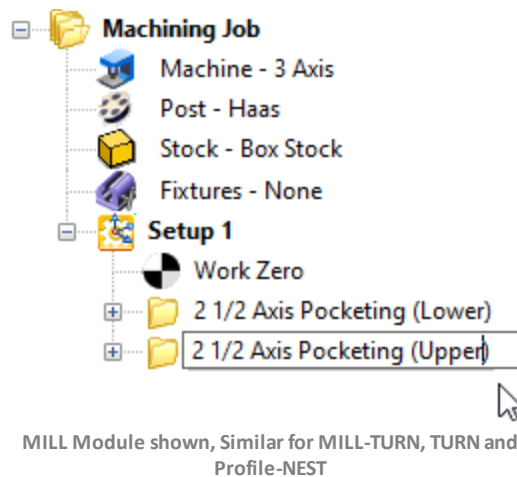 Machining Job
Machine - 3 Axis
Post - Haas
Stock - Box Stock
Fixtures - None
Setup 1
Work Zero
2 1/2 Axis Pocketing (Lower)
2 1/2 Axis Pocketing (Upper)
MILL Module shown, Similar for MILL-TURN, TURN and
Profile-NEST